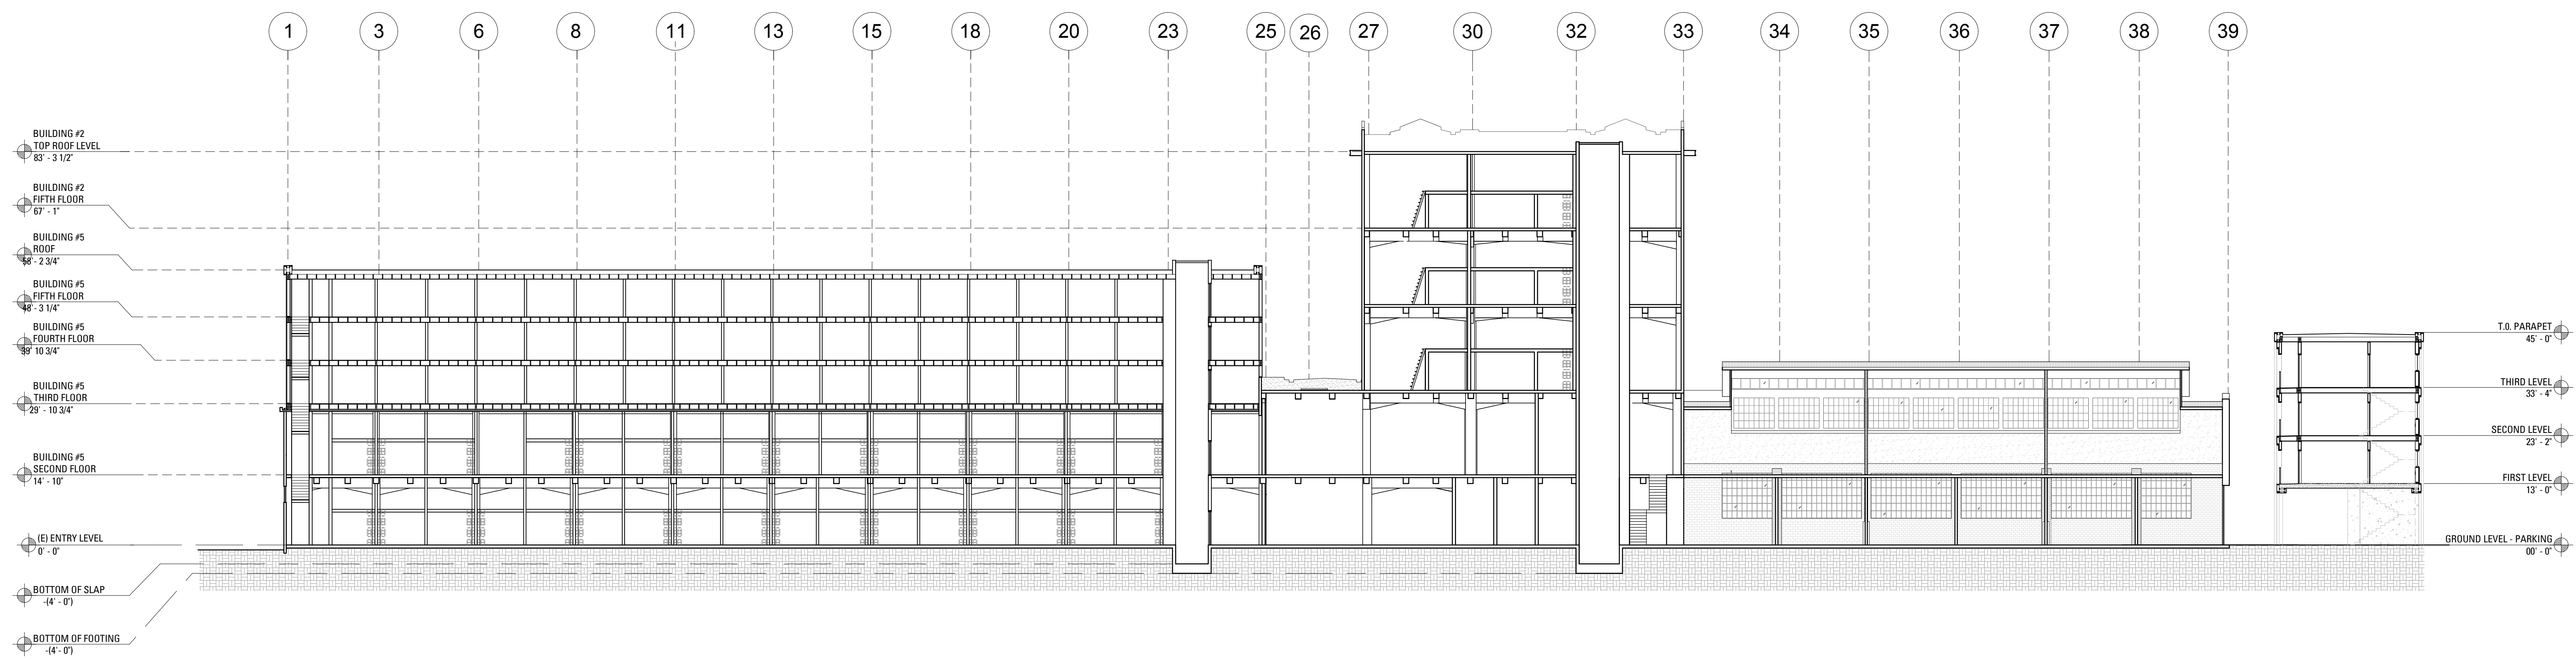 1 3 6 8 11 13 15 18 20 23 25 26 27 30 32 33 34 35 36 37 38 39
BUILDING #2
TOP ROOF LEVEL
83' - 3 1/2"
BUILDING #2
FIFTH FLOOR
67' - 1"
BUILDING #5
ROOF
58' - 2 3/4"
BUILDING #5
FIFTH FLOOR
48' - 3 1/4"
BUILDING #5
FOURTH FLOOR
39' 10 3/4"
BUILDING #5
THIRD FLOOR
29' - 10 3/4"
BUILDING #5
SECOND FLOOR
14' - 10"
(E) ENTRY LEVEL
0' - 0"
BOTTOM OF SLAP
-(4' - 0")
BOTTOM OF FOOTING
-(4'- 0")
T.O. PARAPET
45' - 0"
THIRD LEVEL
33' - 4"
SECOND LEVEL
23' - 2"
FIRST LEVEL
13' - 0"
GROUND LEVEL - PARKING
00' - 0"